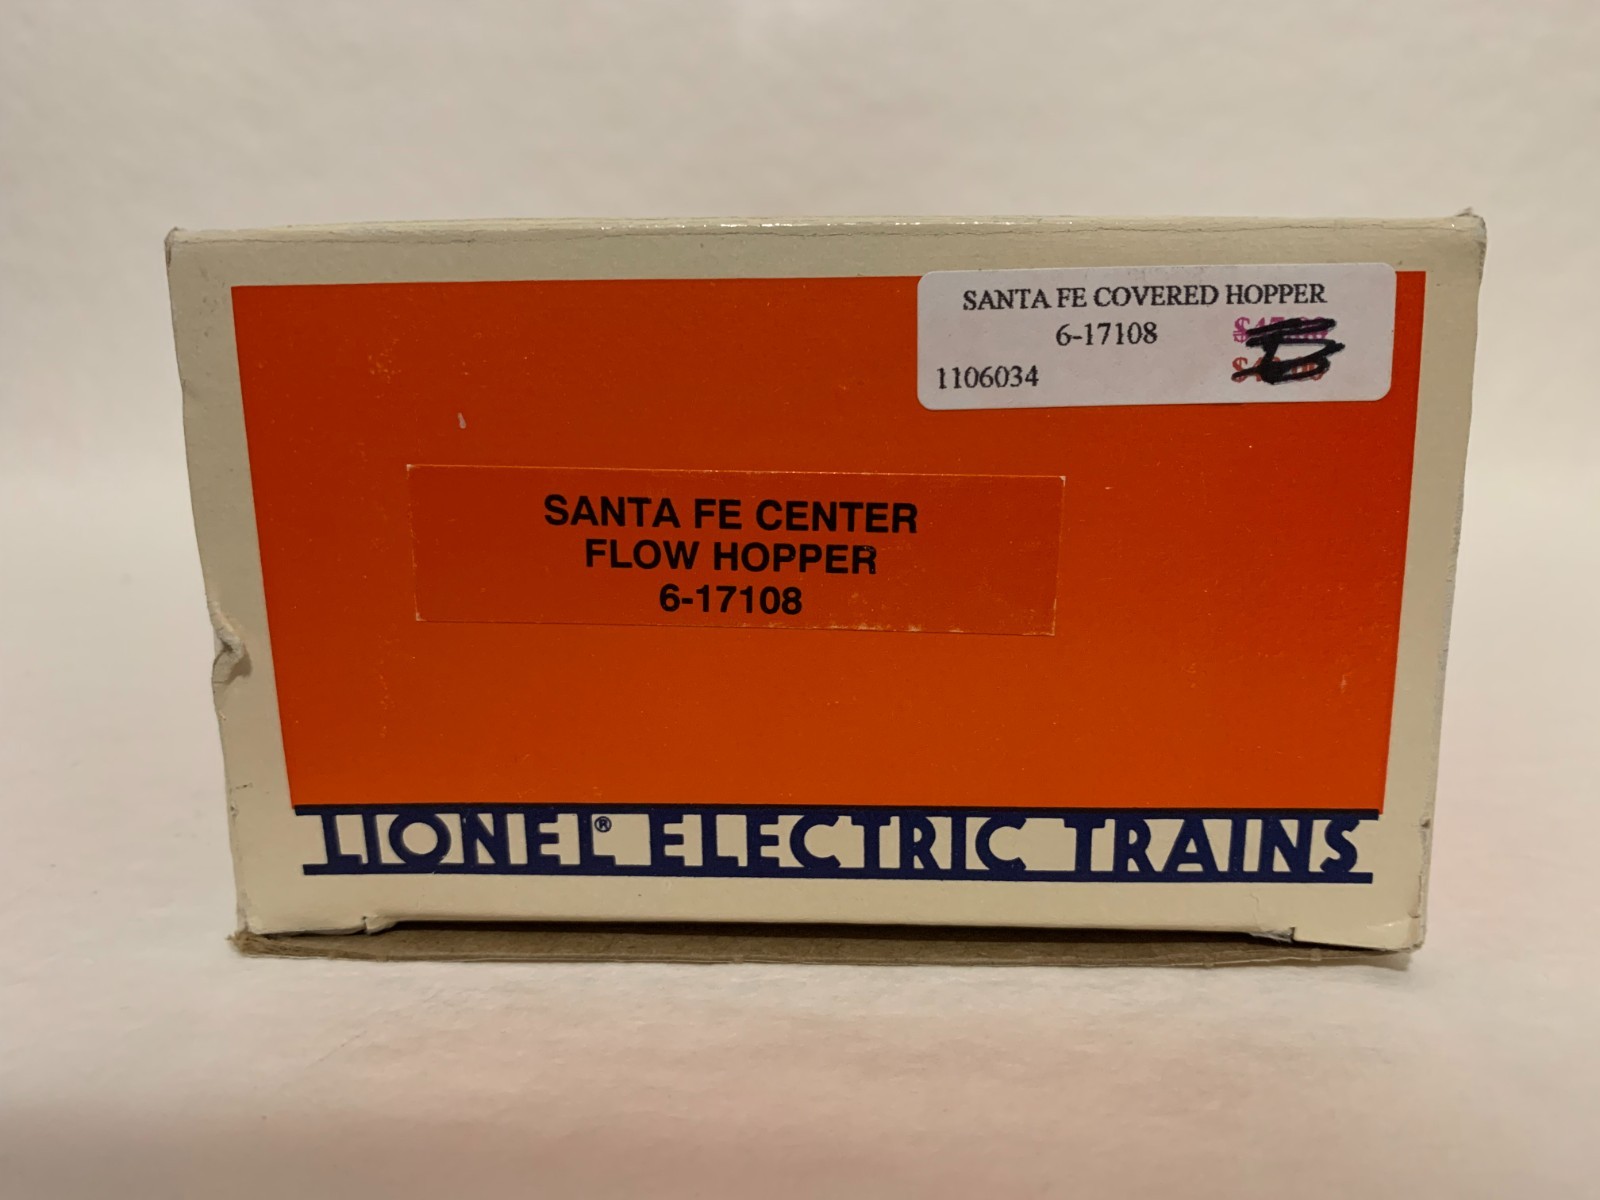 SANTA FE COVERED HOPPER
6-17108
1106034
SANTA FE CENTER
FLOW HOPPER
6-17108
LIONEL® ELECTRIC TRAINS